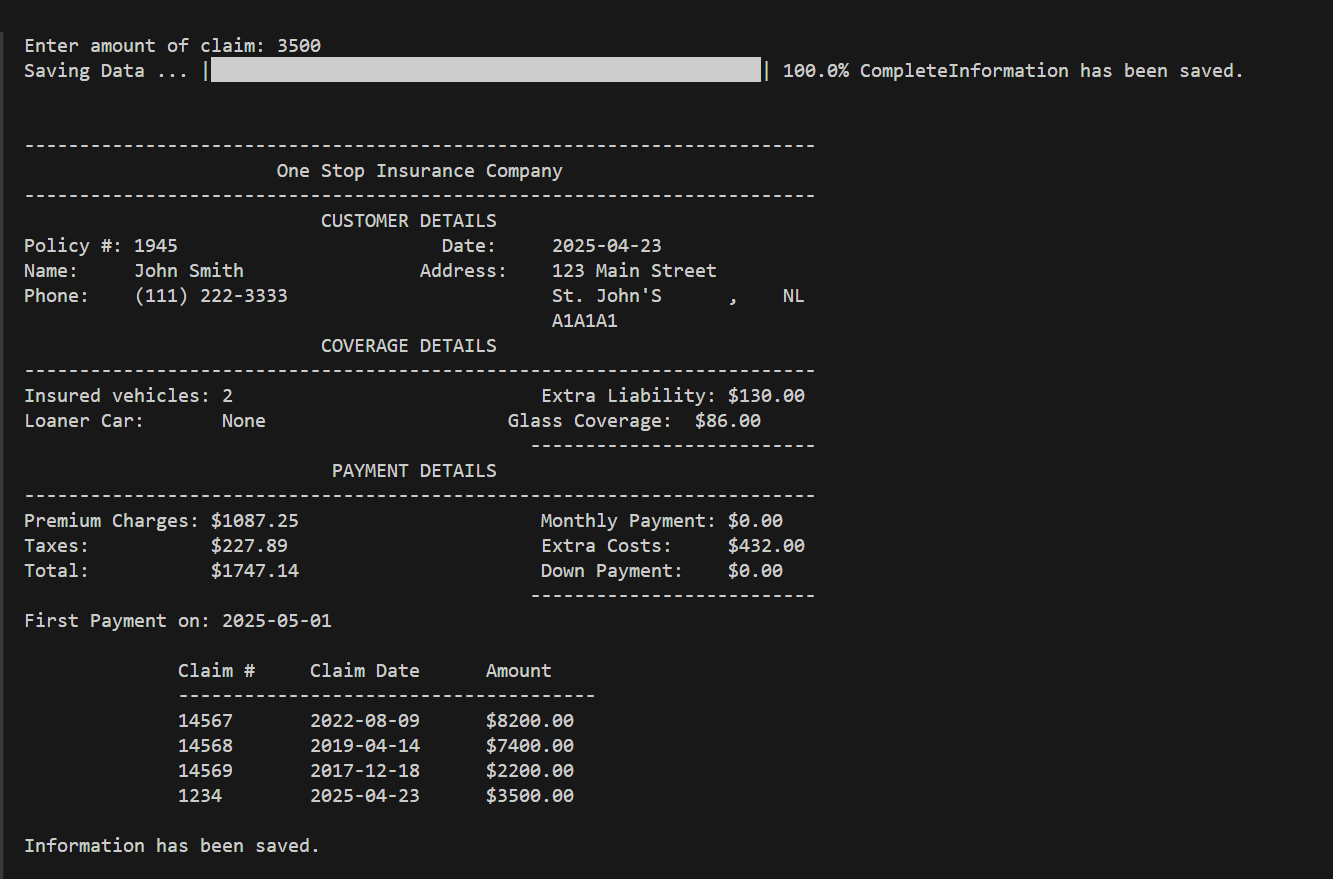 Enter amount of claim: 3500
Saving Data ... | | 100.0% CompleteInformation has been saved.
-------------------------------------------------------------------------
One Stop Insurance Company
-------------------------------------------------------------------------
CUSTOMER DETAILS
Policy #: 1945 Date: 2025-04-23
Name: John Smith Address: 123 Main Street
Phone: (111) 222-3333 St. John'S , NL
A1A1A1
COVERAGE DETAILS
-------------------------------------------------------------------------
Insured vehicles: 2 Extra Liability: $130.00
Loaner Car: None Glass Coverage: $86.00
--------------------------
PAYMENT DETAILS
-------------------------------------------------------------------------
Premium Charges: $1087.25 Monthly Payment: $0.00
Taxes: $227.89 Extra Costs: $432.00
Total: $1747.14 Down Payment: $0.00
--------------------------
First Payment on: 2025-05-01
Claim # Claim Date Amount
--------------------------------------
14567 2022-08-09 $8200.00
14568 2019-04-14 $7400.00
14569 2017-12-18 $2200.00
1234 2025-04-23 $3500.00
Information has been saved.